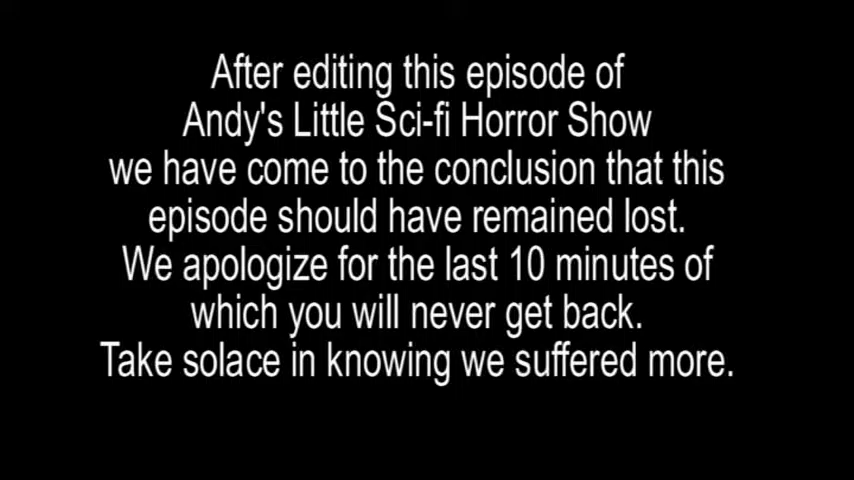 After editing this episode of
Andy's Little Sci-fi Horror Show
we have come to the conclusion that this
episode should have remained lost.
We apologize for the last 10 minutes of
which you will never get back.
Take solace in knowing we suffered more.